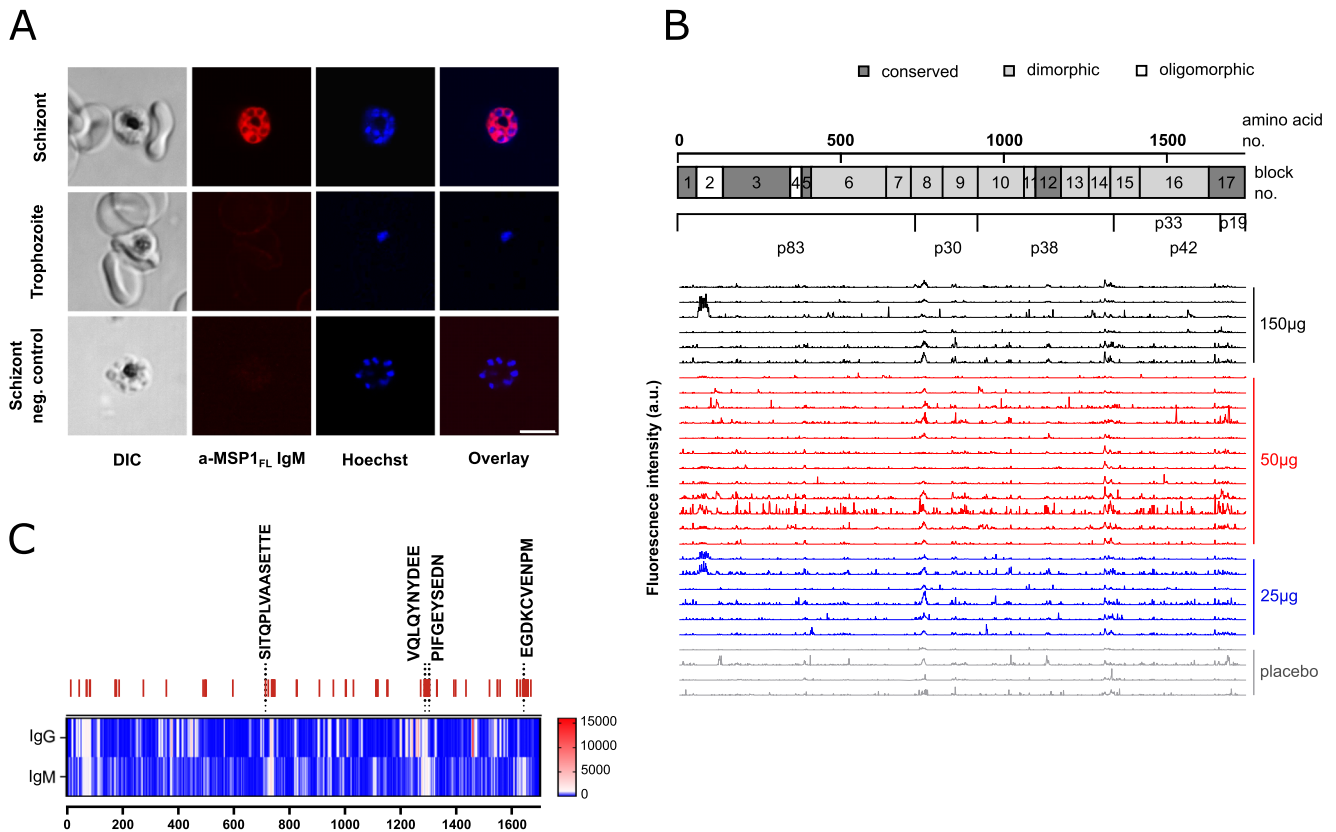 A
Schizont
Trophozoite
Schizont
neg. control
DIC
a-MSP1FL IgM
Hoechst
Overlay
B
conserved
dimorphic
oligomorphic
0
500
1000
1500
amino acid
no.
1
2
3
4
5
6
7
8
9
10
11
12
13
14
15
16
17
block
no.
p83
p30
p38
p33
p19
p42
Fluorescnece intensity (a.u.)
150µg
50µg
25µg
placebo
C
SITQPLVAASETTE
VQLQYNYDEE
PIFGEYSEDN
EGDKCVENPM
IgG
IgM
15000
10000
5000
0
0
200
400
600
800
1000
1200
1400
1600